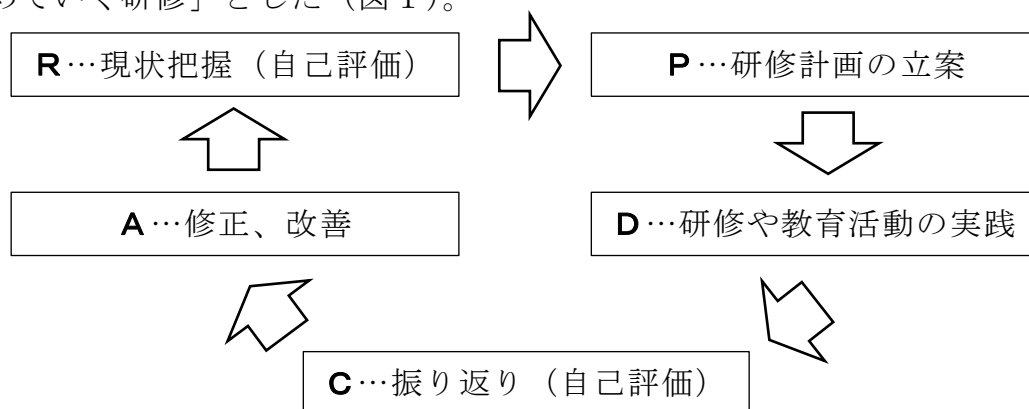 めていく研修」とした（図１）。
R…現状把握（自己評価）
P…研修計画の立案
A…修正、改善
D…研修や教育活動の実践
C…振り返り（自己評価）